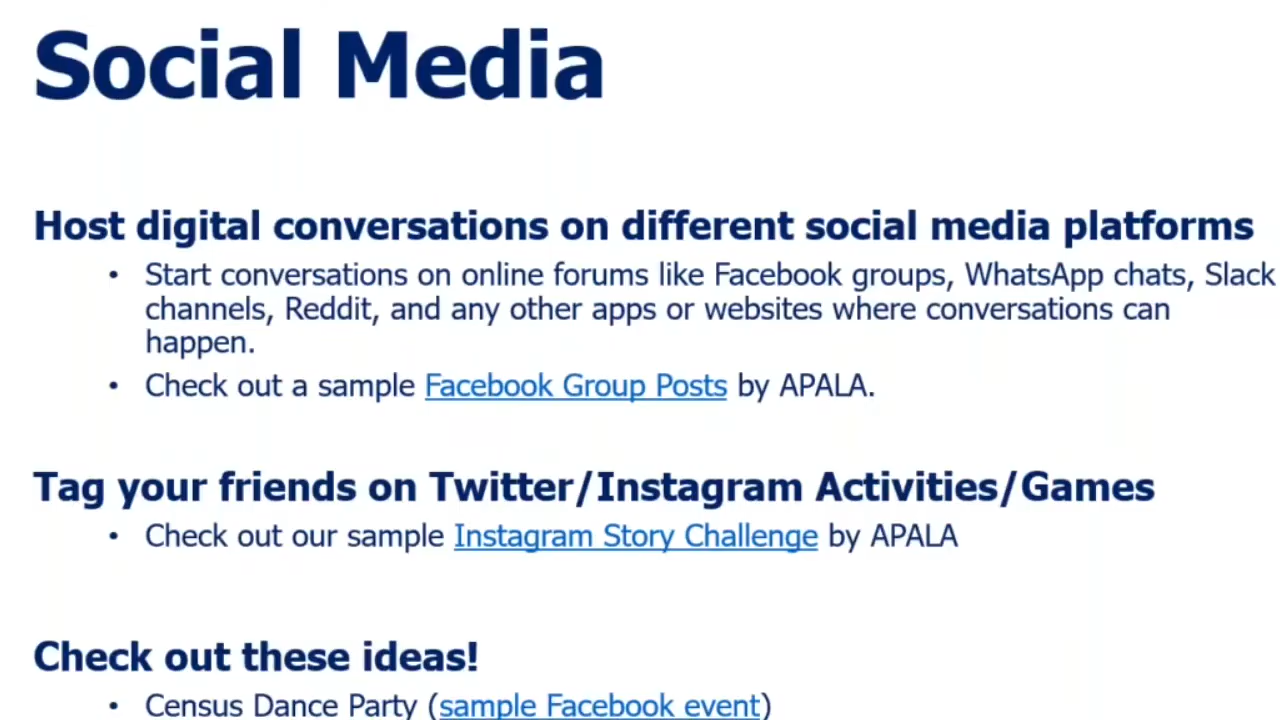 Social Media
Host digital conversations on different social media platforms
• Start conversations on online forums like Facebook groups, WhatsApp chats, Slack
channels, Reddit, and any other apps or websites where conversations can
happen.
• Check out a sample Facebook Group Posts by APALA.
Tag your friends on Twitter/Instagram Activities/Games
• Check out our sample Instagram Story Challenge by APALA
Check out these ideas!
• Census Dance Party (sample Facebook event)